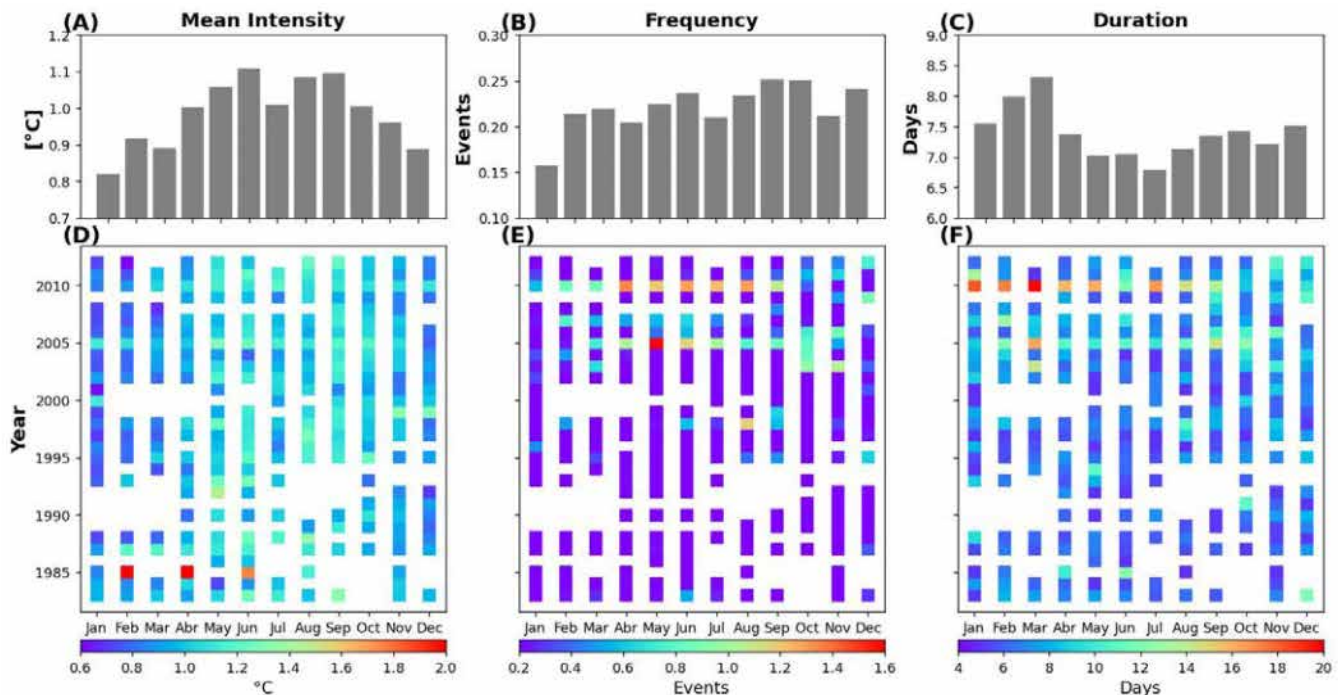 (A) Mean Intensity
(B) Frequency
(C) Duration
[°C]
1.2
1.1
1.0
0.9
0.8
0.7
Events
0.30
0.25
0.20
0.15
0.10
Days
9.0
8.5
8.0
7.5
7.0
6.5
6.0
(D)
(E)
(F)
Year
2010
2005
2000
1995
1990
1985
Jan Feb Mar Abr May Jun Jul Aug Sep Oct Nov Dec
Jan Feb Mar Abr May Jun Jul Aug Sep Oct Nov Dec
Jan Feb Mar Abr May Jun Jul Aug Sep Oct Nov Dec
0.6 0.8 1.0 1.2 1.4 1.6 1.8 2.0
0.2 0.4 0.6 0.8 1.0 1.2 1.4 1.6
4 6 8 10 12 14 16 18 20
°C
Events
Days